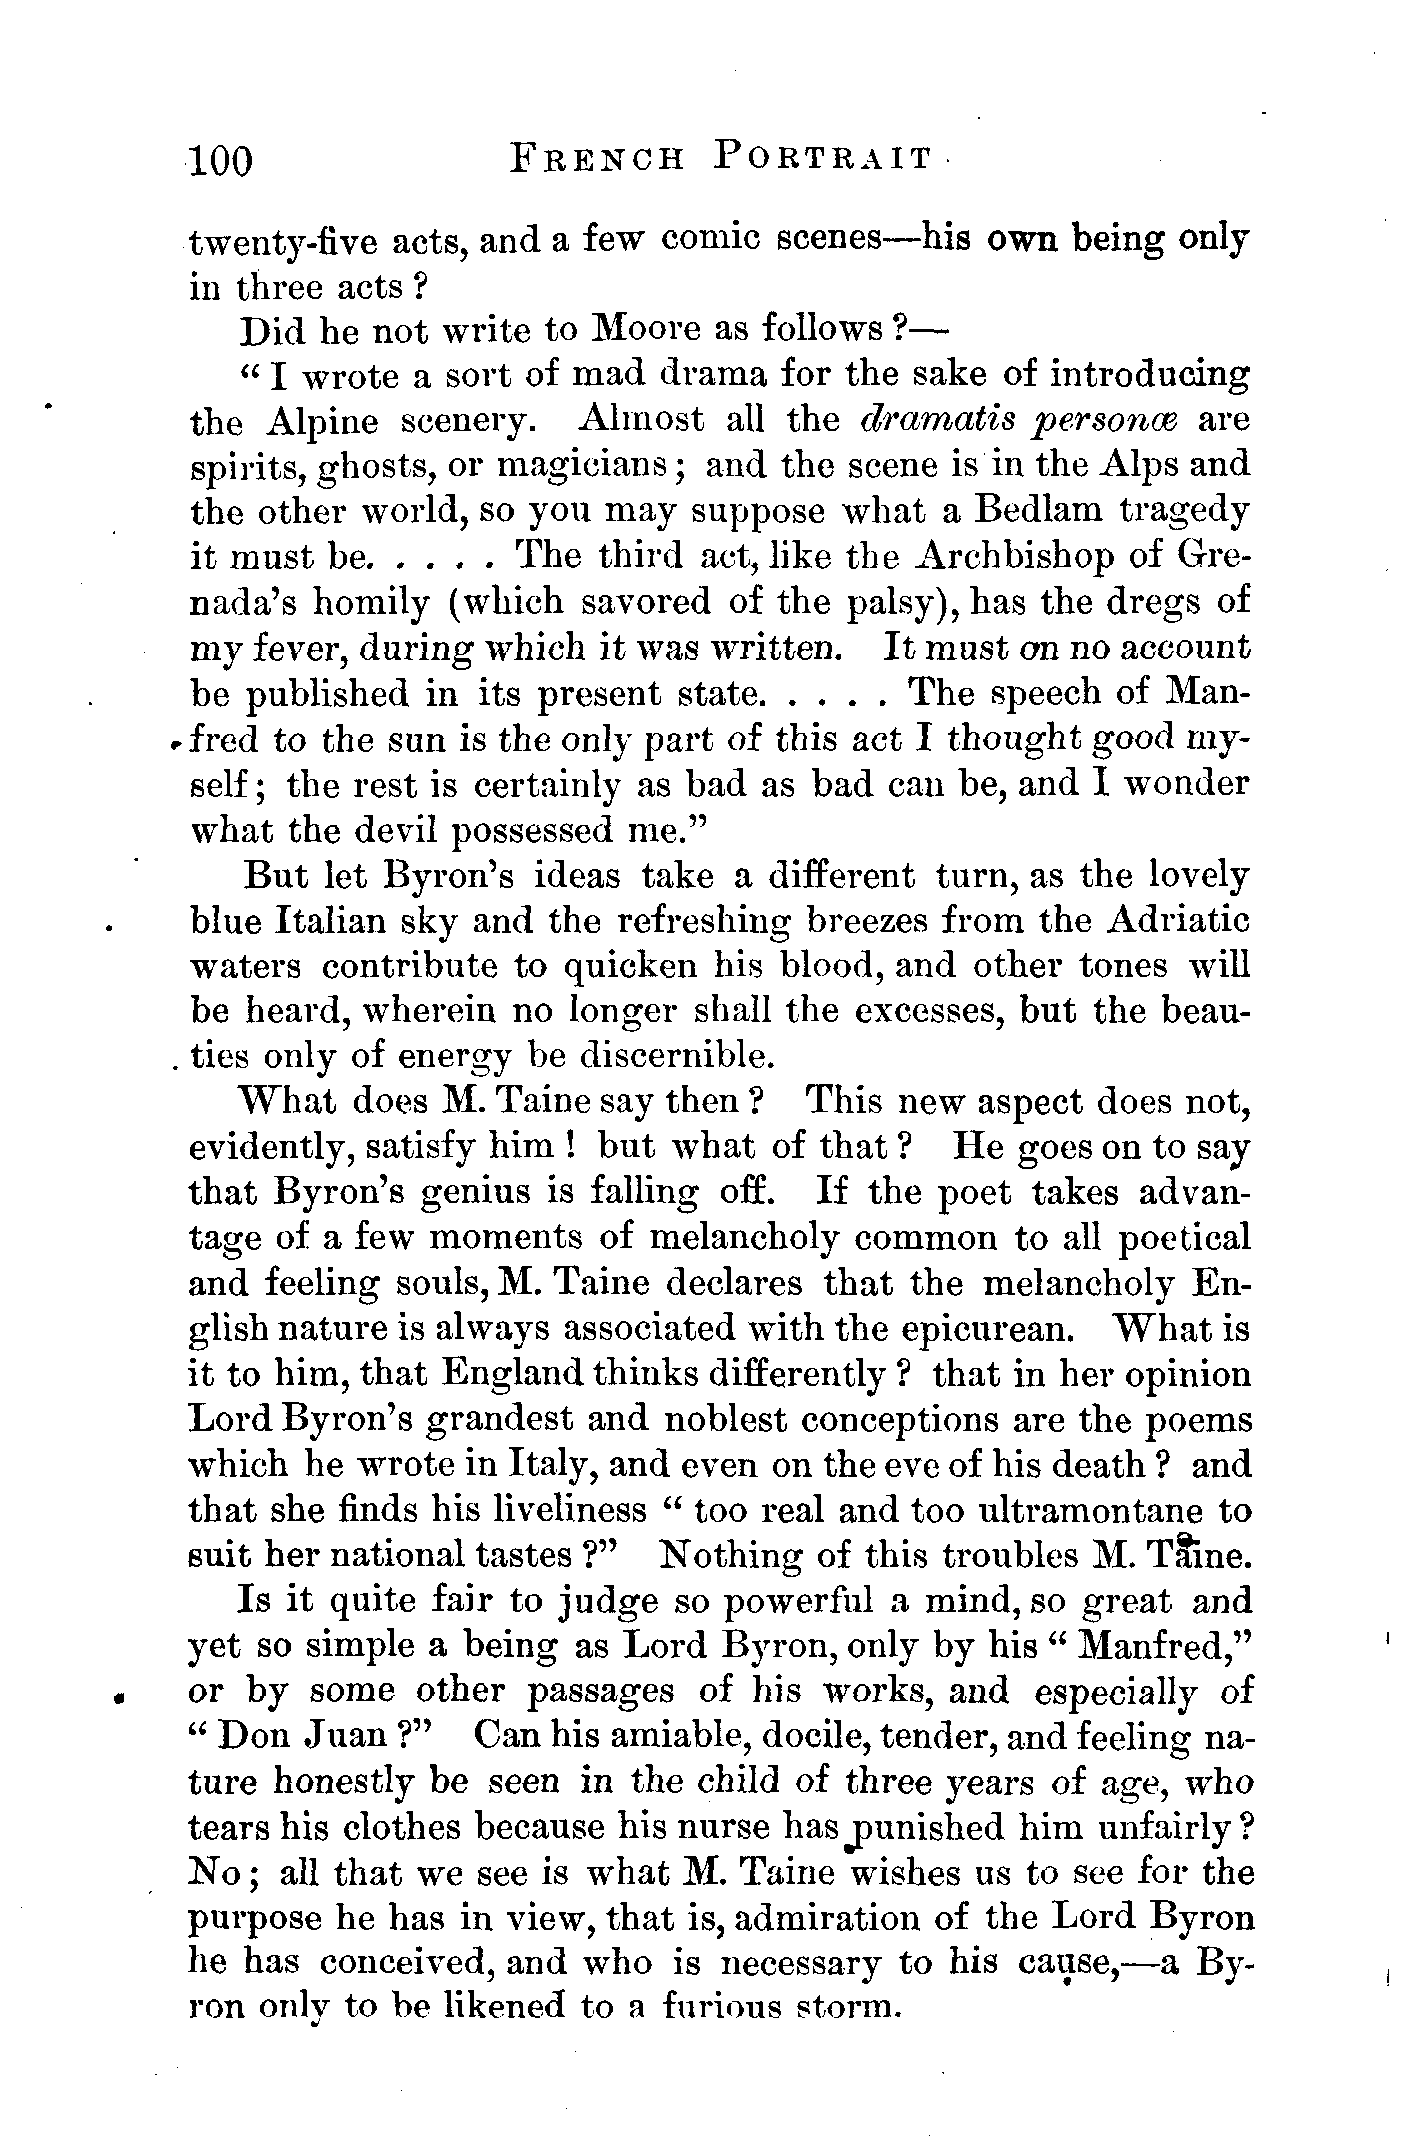 100 FRENCH PORTRAIT
twenty-five acts, and a few comic scenes—his own being only
in three acts ?
Did he not write to Moore as follows ?—
“ I wrote a sort of mad drama for the sake of introducing
the Alpine scenery. Almost all the dramatis personœ are
spirits, ghosts, or magicians ; and the scene is in the Alps and
the other world, so you may suppose what a Bedlam tragedy
it must be. . . . . The third act, like the Archbishop of Gre-
nada’s homily (which savored of the palsy), has the dregs of
my fever, during which it was written. It must on no account
be published in its present state. . . . . The speech of Man-
fred to the sun is the only part of this act I thought good my-
self ; the rest is certainly as bad as bad can be, and I wonder
what the devil possessed me.”
But let Byron’s ideas take a different turn, as the lovely
blue Italian sky and the refreshing breezes from the Adriatic
waters contribute to quicken his blood, and other tones will
be heard, wherein no longer shall the excesses, but the beau-
ties only of energy be discernible.
What does M. Taine say then ? This new aspect does not,
evidently, satisfy him ! but what of that ? He goes on to say
that Byron’s genius is falling off. If the poet takes advan-
tage of a few moments of melancholy common to all poetical
and feeling souls, M. Taine declares that the melancholy En-
glish nature is always associated with the epicurean. What is
it to him, that England thinks differently ? that in her opinion
Lord Byron’s grandest and noblest conceptions are the poems
which he wrote in Italy, and even on the eve of his death ? and
that she finds his liveliness “ too real and too ultramontane to
suit her national tastes ?” Nothing of this troubles M. Taine.
Is it quite fair to judge so powerful a mind, so great and
yet so simple a being as Lord Byron, only by his “ Manfred,”
or by some other passages of his works, and especially of
“ Don Juan ?” Can his amiable, docile, tender, and feeling na-
ture honestly be seen in the child of three years of age, who
tears his clothes because his nurse has punished him unfairly ?
No ; all that we see is what M. Taine wishes us to see for the
purpose he has in view, that is, admiration of the Lord Byron
he has conceived, and who is necessary to his cause,—a By-
ron only to be likened to a furious storm.